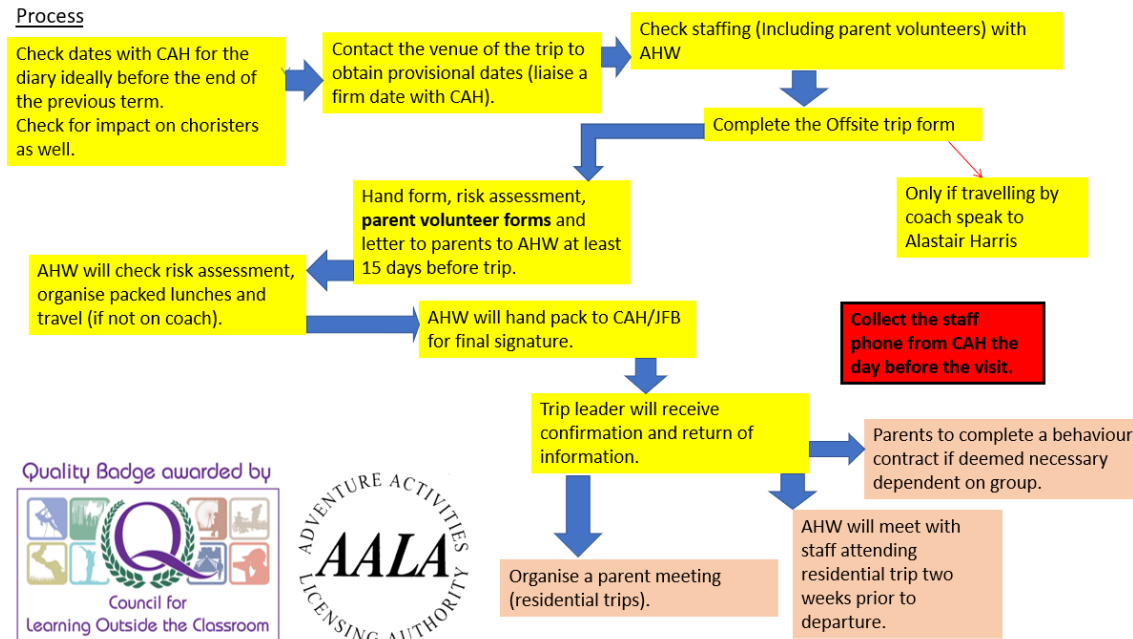 Process
Check dates with CAH for the
diary ideally before the end of
the previous term.
Check for impact on choristers
as well.
Contact the venue of the trip to
obtain provisional dates (liaise a
firm date with CAH).
Check staffing (Including parent volunteers) with
AHW
Complete the Offsite trip form
Only if travelling by
coach speak to
Alastair Harris
Hand form, risk assessment,
parent volunteer forms and
letter to parents to AHW at least
15 days before trip.
AHW will check risk assessment,
organise packed lunches and
travel (if not on coach).
AHW will hand pack to CAH/JFB
for final signature.
Collect the staff
phone from CAH the
day before the visit.
Trip leader will receive
confirmation and return of
information.
Parents to complete a behaviour
contract if deemed necessary
dependent on group.
AHW will meet with
staff attending
residential trip two
weeks prior to
departure.
Organise a parent meeting
(residential trips).
Quality Badge awarded by
Q
Council for
Learning Outside the Classroom
ADVENTURE ACTIVITIES
AALA
LICENSING AUTHORITY